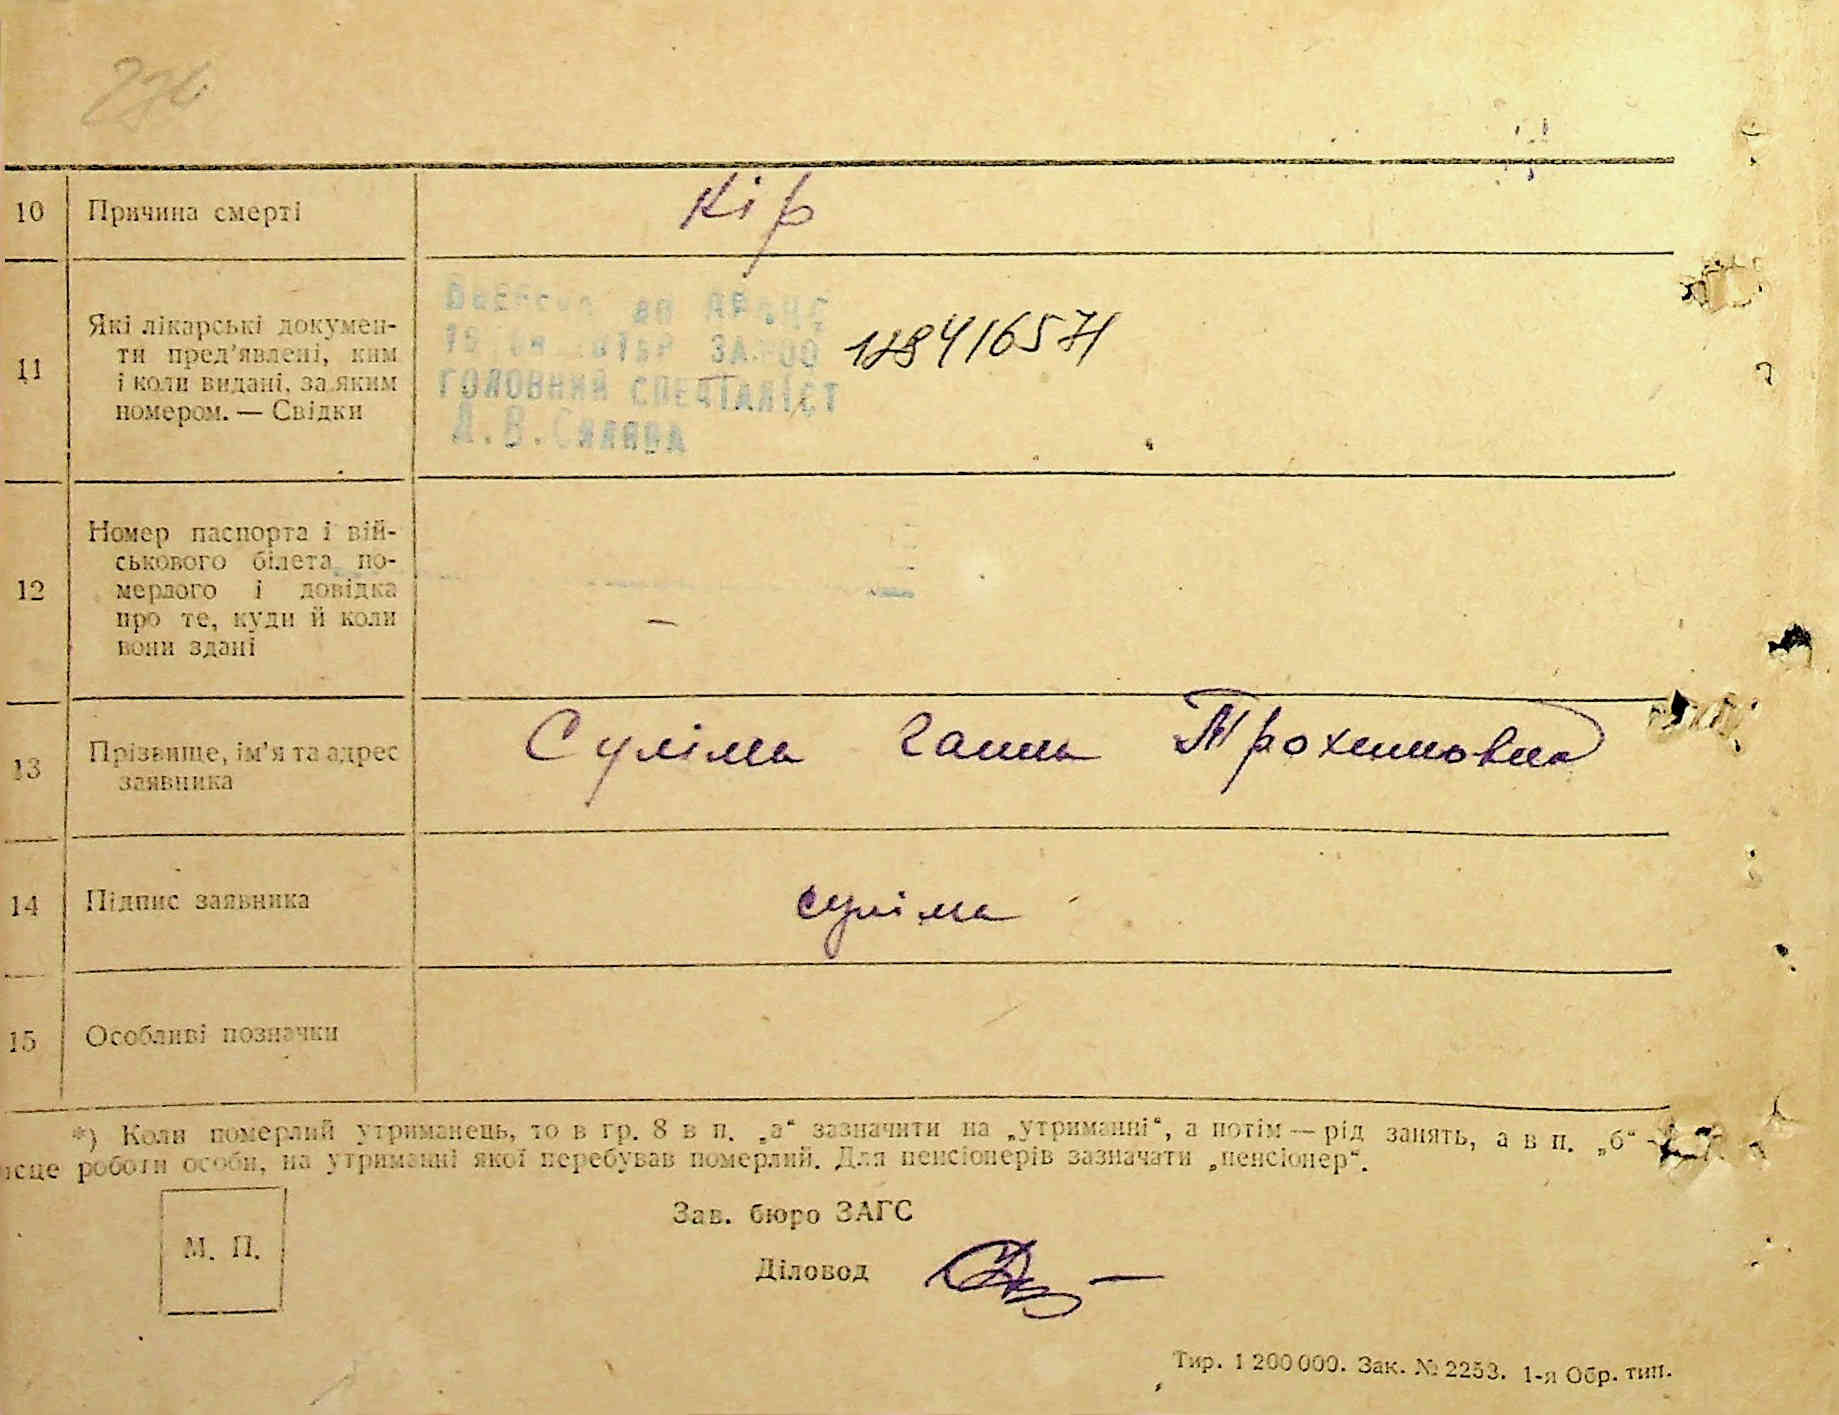 10 Причина смерті Кір
11 Які лікарські докумен-
ти пред'явлені, ким
і коли видані, за яким
номером. — Свідки
ГОЛОВНИЙ СПЕЦІАЛІСТ
12 Номер паспорта і вій-
ськового білета по-
мерлого і довідка
про те, куди й коли
вони здані
—
13 Прізвище, ім'я та адрес
заявника
Суліма Ганна Трохимовна
14 Підпис заявника Суліма
15 Особливі позначки
*) Коли померлий утриманець, то в гр. 8 в п. „а“ зазначити на „утриманні“, а потім — рід занять, а в п. „б“ —
ісце роботи особи, на утриманні якої перебував померлий. Для пенсіонерів зазначати „пенсіонер“.
М. П.
Зав. бюро ЗАГС
Діловод
Тир. 1 200 000. Зак. № 2253. 1-я Обр. тип.